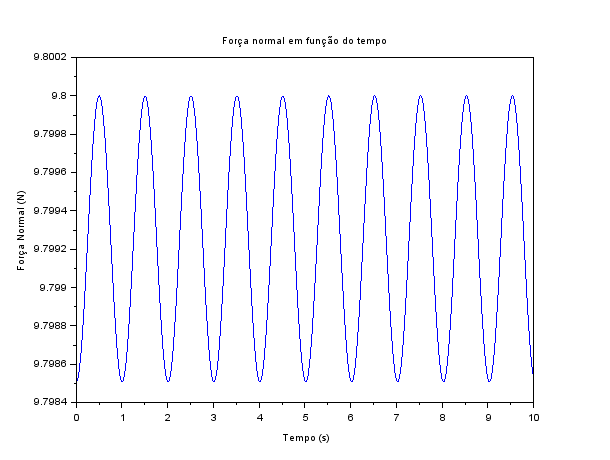 Força normal em função do tempo
9.8002
9.8
9.7998
9.7996
9.7994
9.7992
9.799
9.7988
9.7986
9.7984
Força Normal (N)
0 1 2 3 4 5 6 7 8 9 10
Tempo (s)